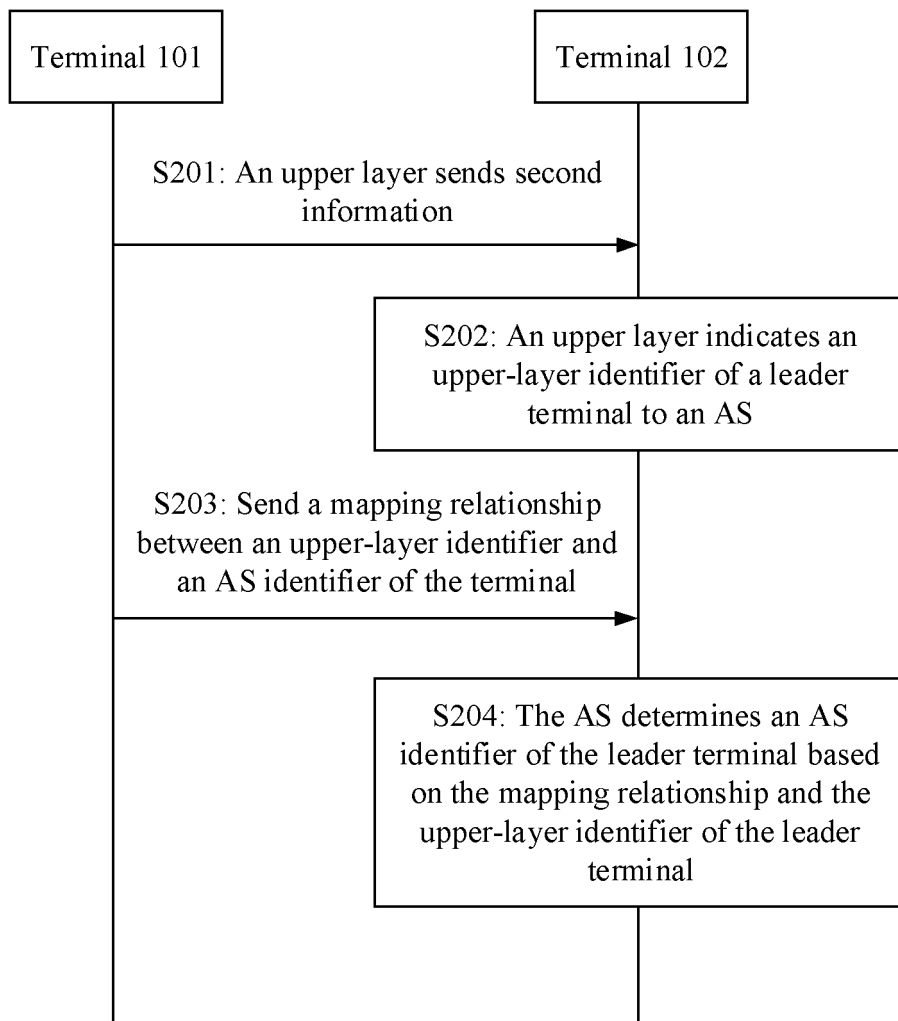 Terminal 101
Terminal 102
S201: An upper layer sends second
information
S202: An upper layer indicates an
upper-layer identifier of a leader
terminal to an AS
S203: Send a mapping relationship
between an upper-layer identifier and
an AS identifier of the terminal
S204: The AS determines an AS
identifier of the leader terminal based
on the mapping relationship and the
upper-layer identifier of the leader
terminal